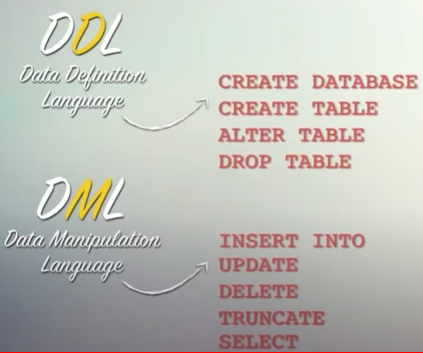 DDL
Data Definition
Language
CREATE DATABASE
CREATE TABLE
ALTER TABLE
DROP TABLE
DML
Data Manipulation
Language
INSERT INTO
UPDATE
DELETE
TRUNCATE
SELECT